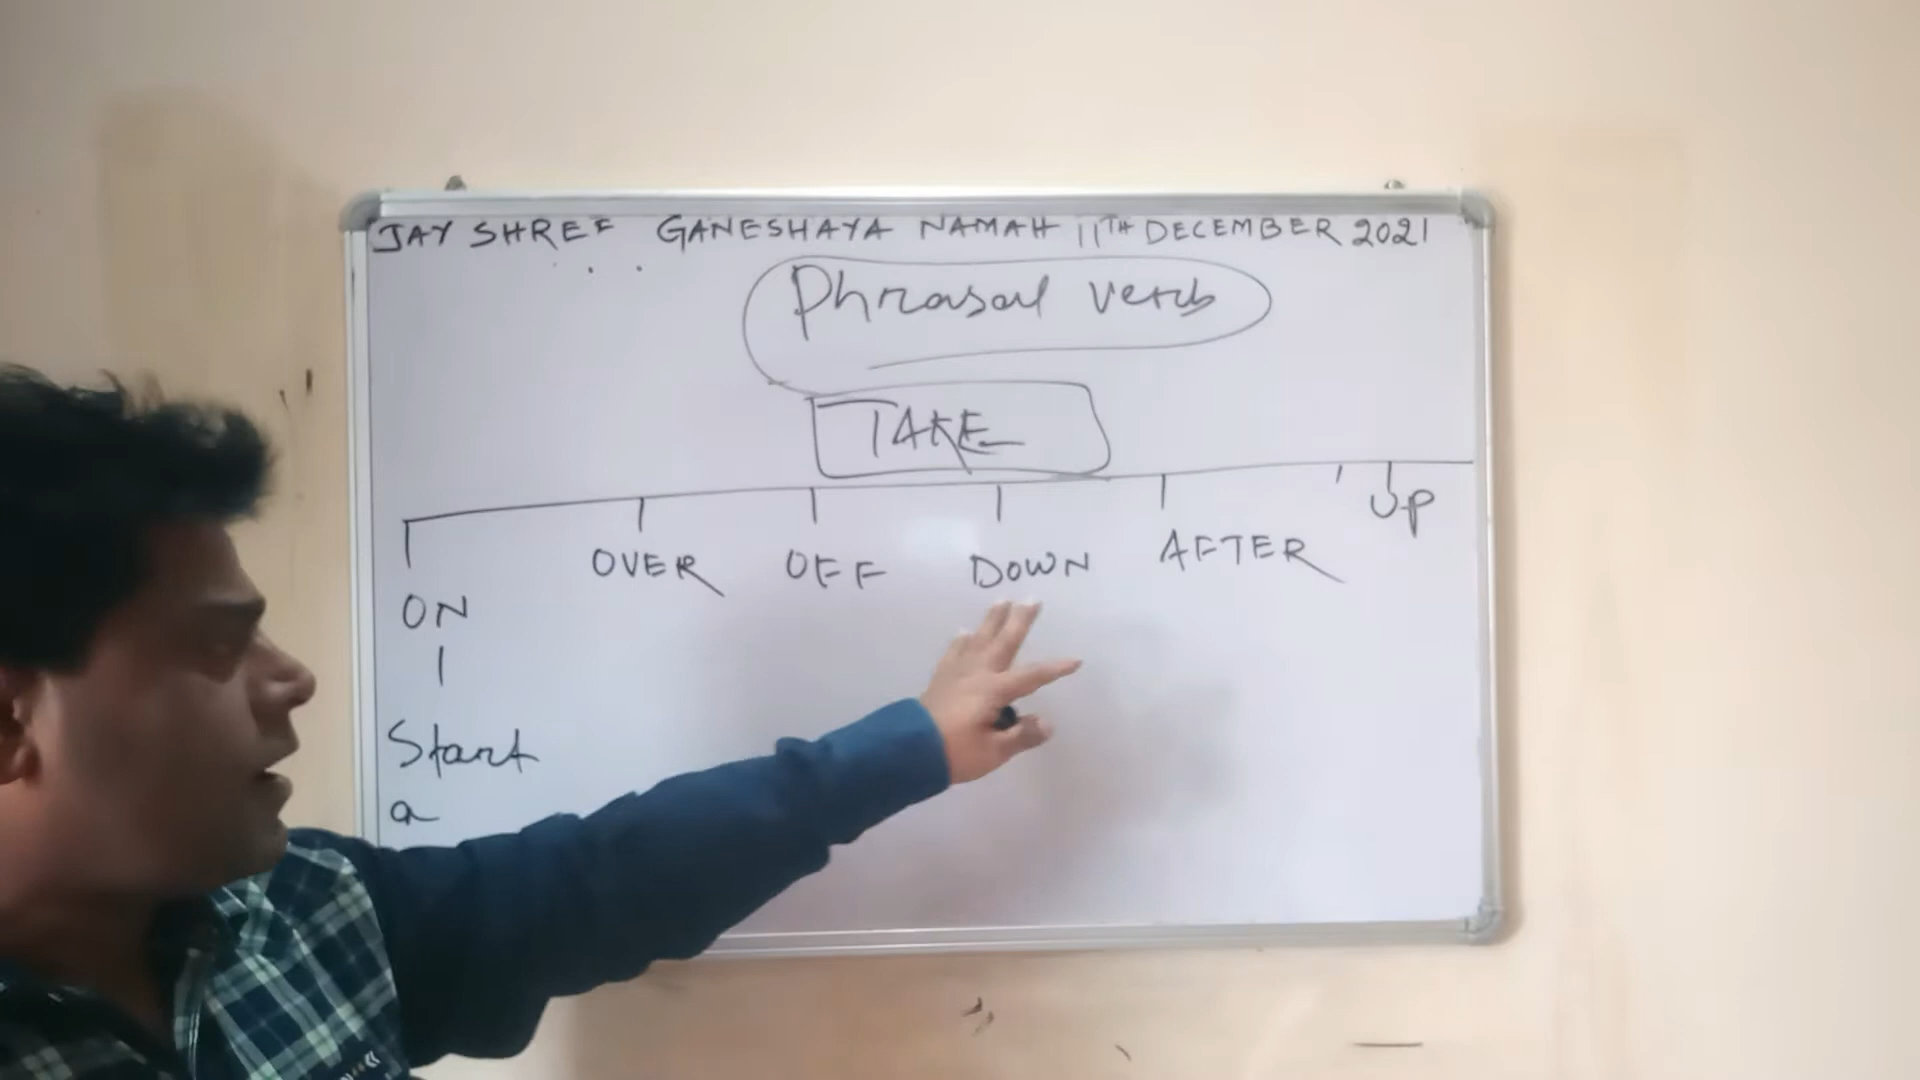 JAY SHREE GANESHAYA NAMAH 11TH DECEMBER 2021
Phrasal verb
TAKE
ON OVER OFF DOWN AFTER UP
Start
a